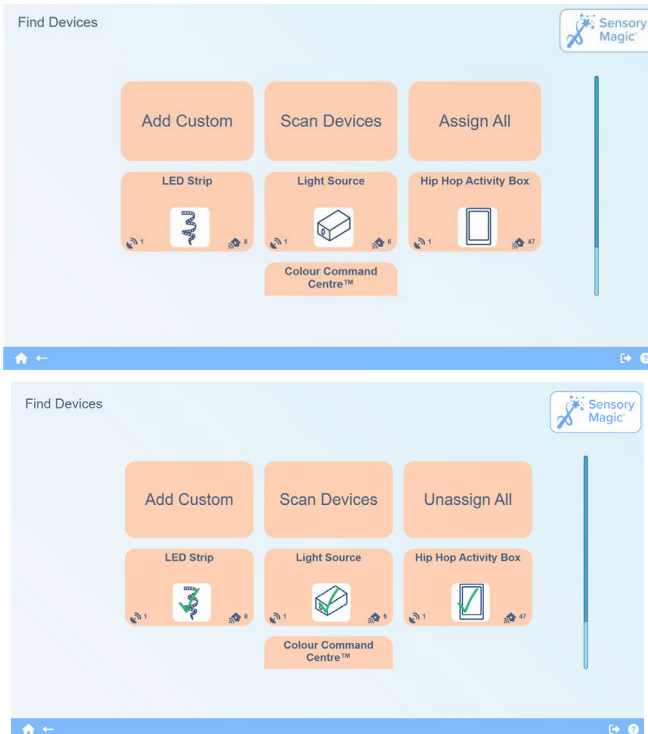 Find Devices
Sensory
Magic
Add Custom
Scan Devices
Assign All
LED Strip
Light Source
Hip Hop Activity Box
1
8
1
6
1
47
Colour Command
Centre™
?
Find Devices
Sensory
Magic
Add Custom
Scan Devices
Unassign All
LED Strip
Light Source
Hip Hop Activity Box
1
8
1
6
1
47
Colour Command
Centre™
?